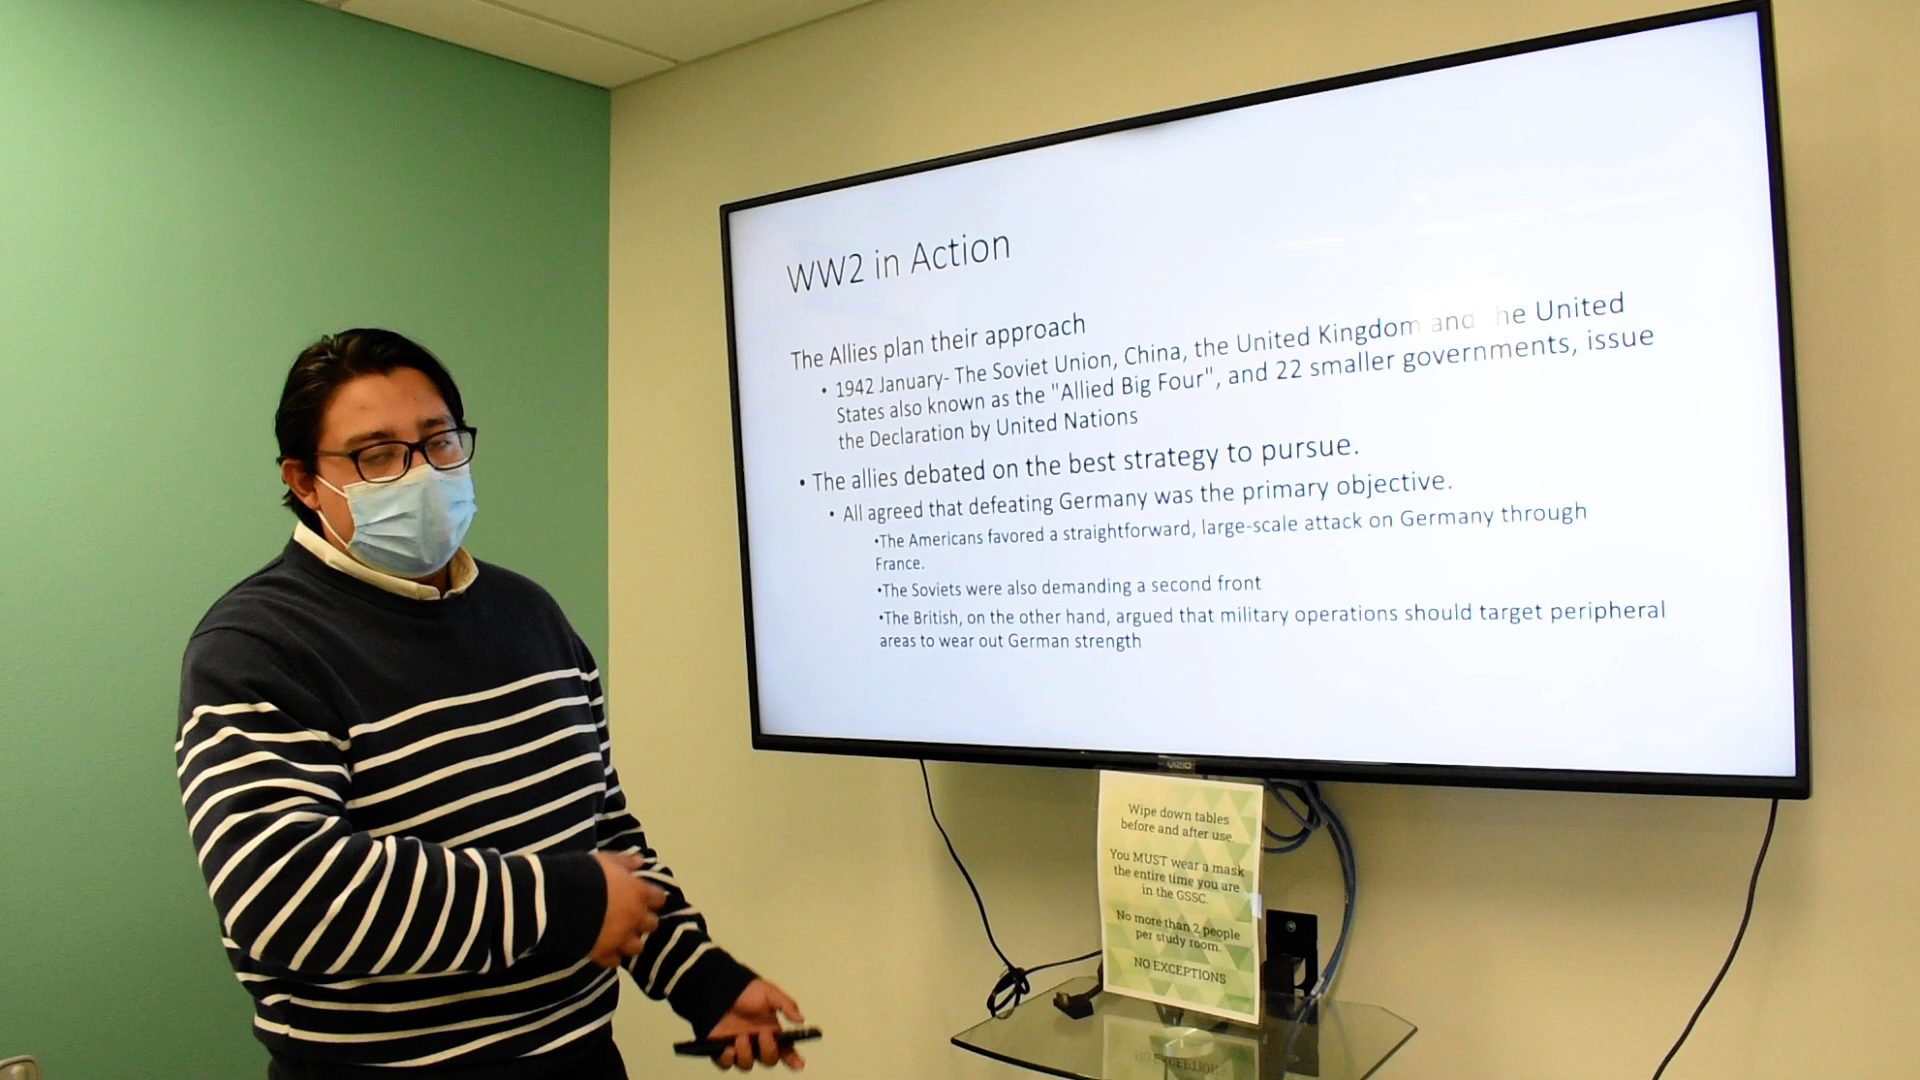 WW2 in Action
The Allies plan their approach
• 1942 January- The Soviet Union, China, the United Kingdom and he United
States also known as the "Allied Big Four", and 22 smaller governments, issue
the Declaration by United Nations
• The allies debated on the best strategy to pursue.
• All agreed that defeating Germany was the primary objective.
•The Americans favored a straightforward, large-scale attack on Germany through
France.
•The Soviets were also demanding a second front
•The British, on the other hand, argued that military operations should target peripheral
areas to wear out German strength
VIZIO
Wipe down tables
before and after use.
You MUST wear a mask
the entire time you are
in the GSSC.
No more than 2 people
per study room.
NO EXCEPTIONS